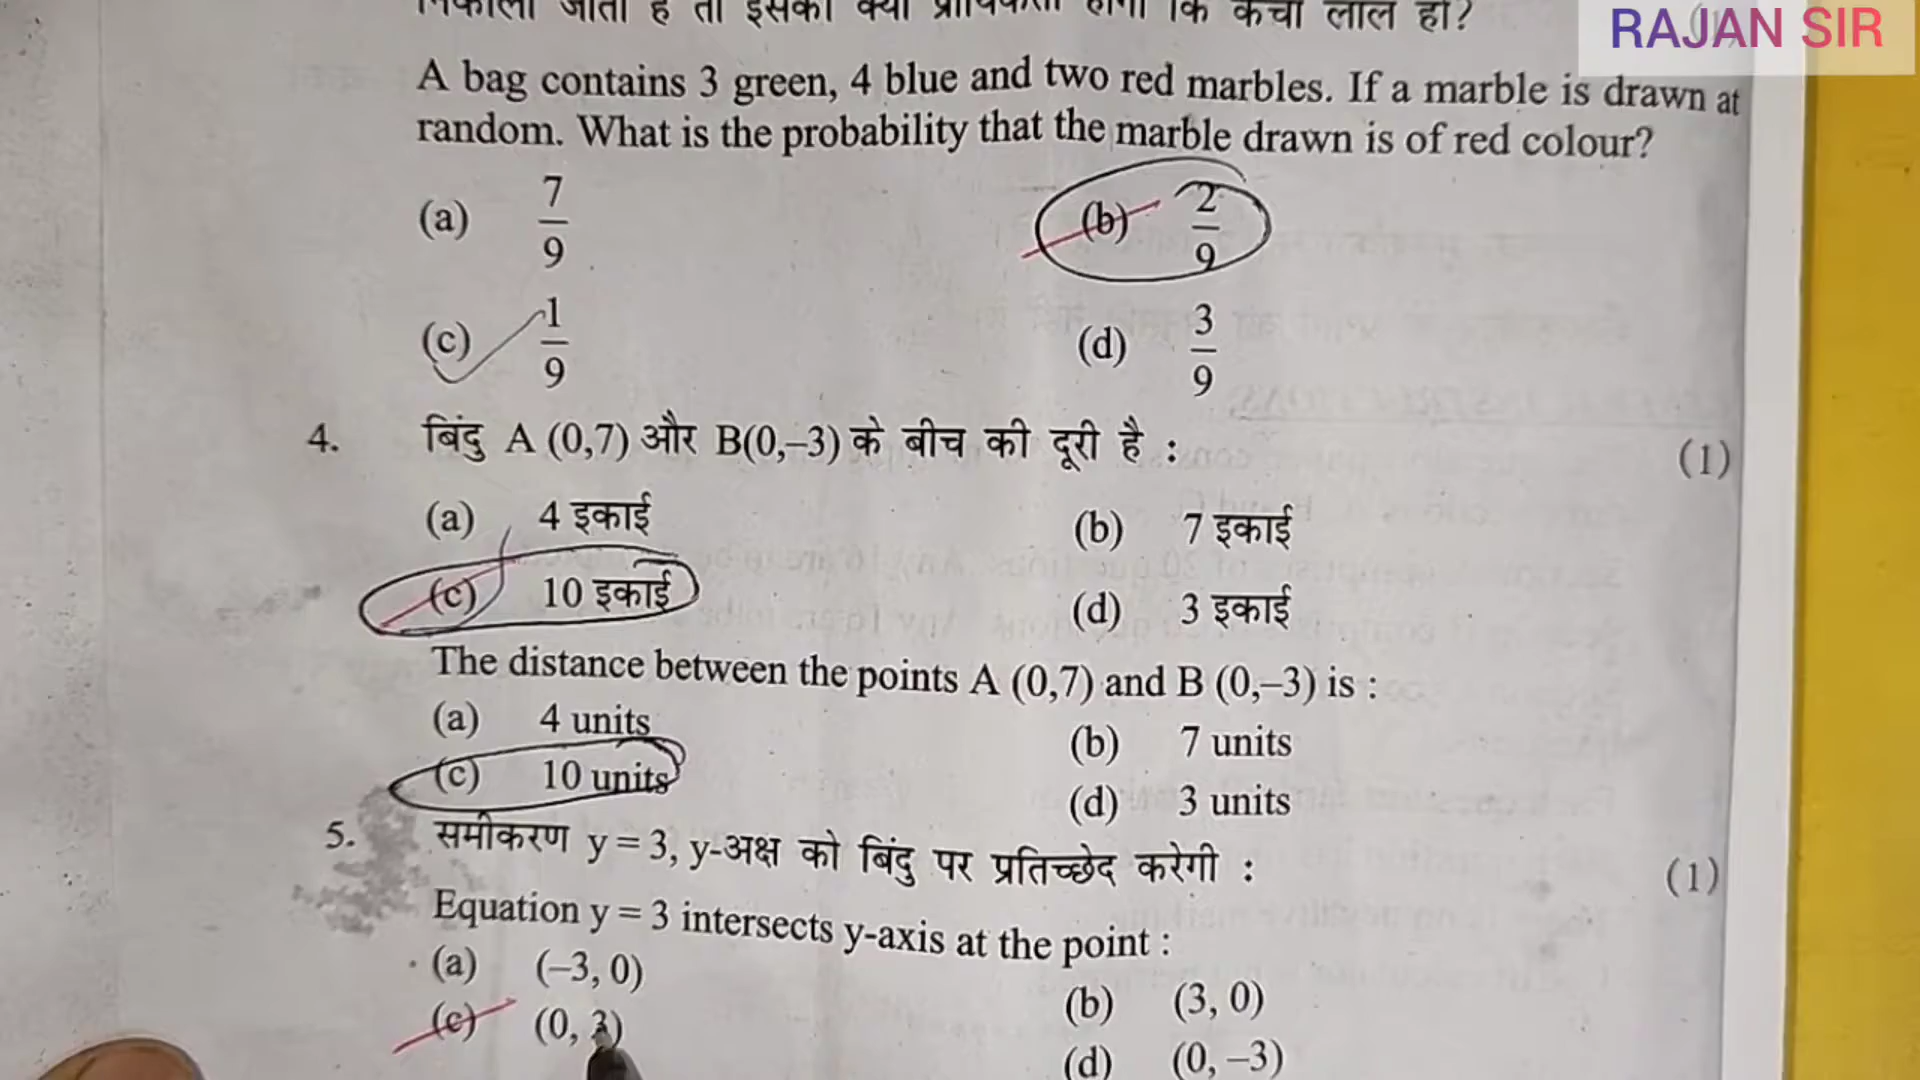 निकाला जाता है तो इसकी क्या प्रायिकता होगी कि कंचा लाल हो?
RAJAN SIR
A bag contains 3 green, 4 blue and two red marbles. If a marble is drawn at
random. What is the probability that the marble drawn is of red colour?
(a) 7/9 (b) 2/9
(c) 1/9 (d) 3/9
4. बिंदु A (0,7) और B(0,–3) के बीच की दूरी है : (1)
(a) 4 इकाई (b) 7 इकाई
(c) 10 इकाई (d) 3 इकाई
The distance between the points A (0,7) and B (0,–3) is :
(a) 4 units (b) 7 units
(c) 10 units (d) 3 units
5. समीकरण y = 3, y-अक्ष को बिंदु पर प्रतिच्छेद करेगी : (1)
Equation y = 3 intersects y-axis at the point :
(a) (–3, 0) (b) (3, 0)
(c) (0, 3) (d) (0, –3)